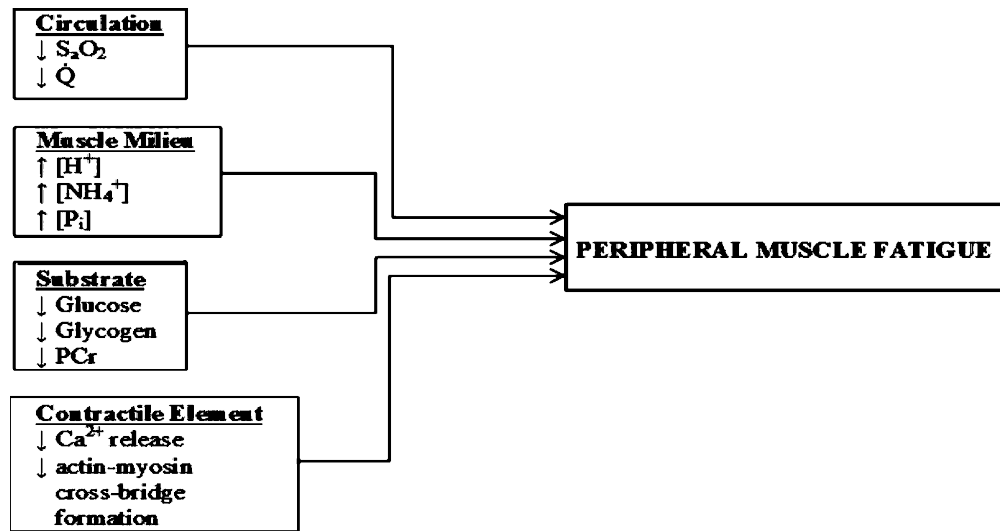 Circulation
↓ SₐO₂
↓ Q̇
Muscle Milieu
↑ [H⁺]
↑ [NH₄⁺]
↑ [Pᵢ]
Substrate
↓ Glucose
↓ Glycogen
↓ PCr
Contractile Element
↓ Ca²⁺ release
↓ actin-myosin
cross-bridge
formation
PERIPHERAL MUSCLE FATIGUE